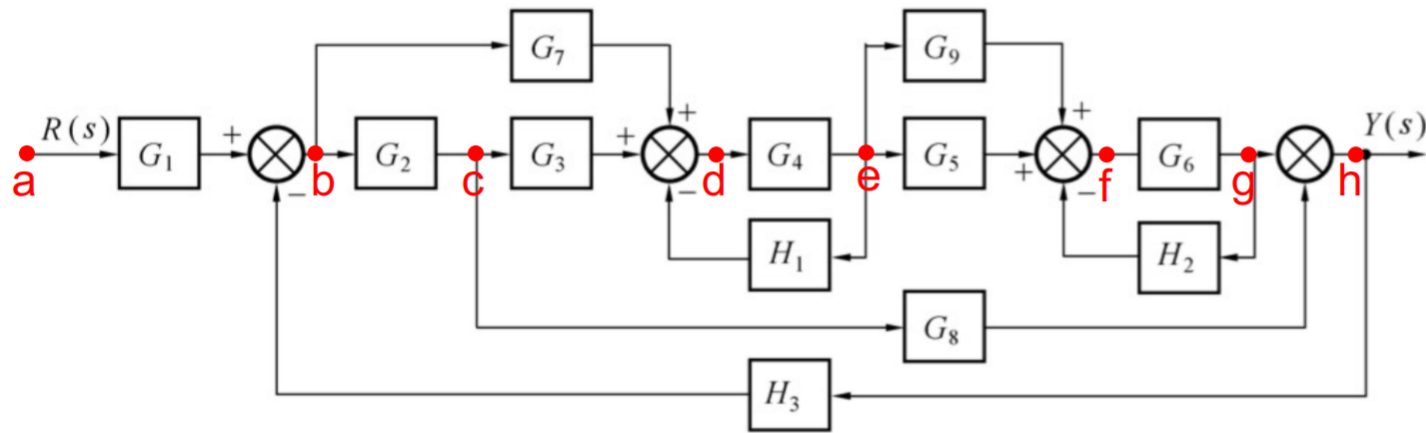 G₇ G₉
R(s) + + + + Y(s)
G₁ G₂ G₃ G₄ G₅ G₆
a − b c − d e + − f g h
H₁ H₂
G₈
H₃